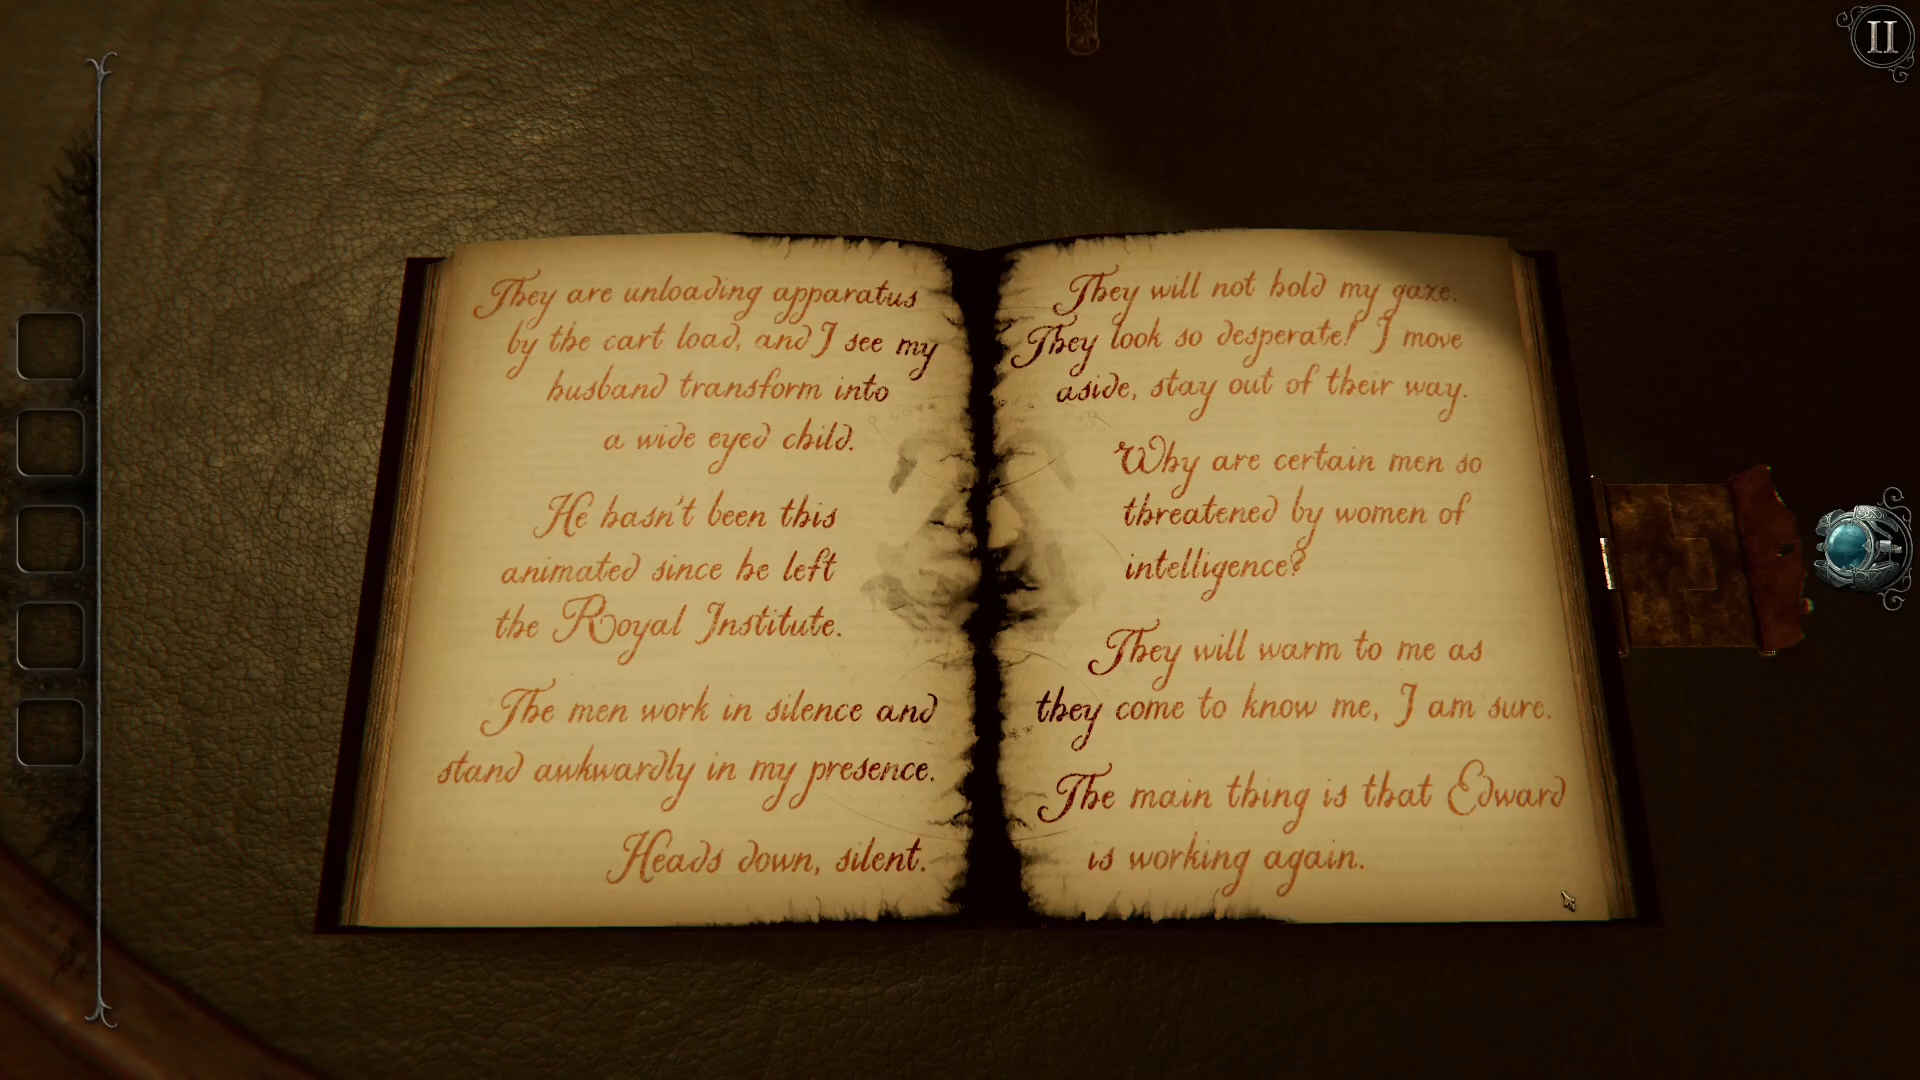 They are unloading apparatus
by the cart load, and I see my
husband transform into
a wide eyed child.
He hasn't been this
animated since he left
the Royal Institute.
The men work in silence and
stand awkwardly in my presence.
Heads down, silent.
They will not hold my gaze.
They look so desperate! I move
aside, stay out of their way.
Why are certain men so
threatened by women of
intelligence?
They will warm to me as
they come to know me, I am sure.
The main thing is that Edward
is working again.
II